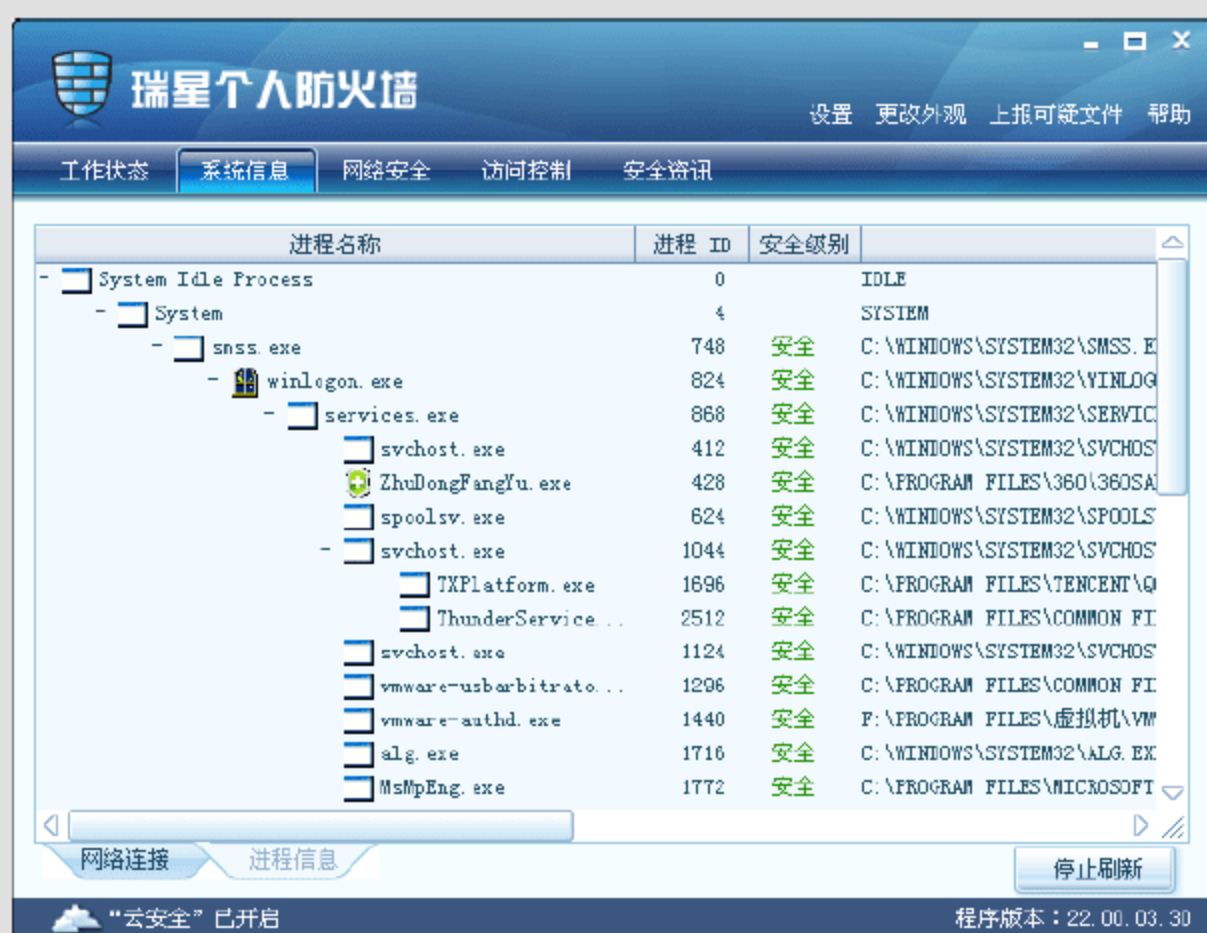 瑞星个人防火墙
设置 更改外观 上报可疑文件 帮助
工作状态 系统信息 网络安全 访问控制 安全资讯
进程名称 进程 ID 安全级别
System Idle Process 0 IDLE
System 4 SYSTEM
smss.exe 748 安全 C:\WINDOWS\SYSTEM32\SMSS.E
winlogon.exe 824 安全 C:\WINDOWS\SYSTEM32\WINLOG
services.exe 868 安全 C:\WINDOWS\SYSTEM32\SERVIC
svchost.exe 412 安全 C:\WINDOWS\SYSTEM32\SVCHOS
ZhuDongFangYu.exe 428 安全 C:\PROGRAM FILES\360\360SA
spoolsv.exe 624 安全 C:\WINDOWS\SYSTEM32\SPOOLS
svchost.exe 1044 安全 C:\WINDOWS\SYSTEM32\SVCHOS
TXPlatform.exe 1696 安全 C:\PROGRAM FILES\TENCENT\Q
ThunderService... 2512 安全 C:\PROGRAM FILES\COMMON FI
svchost.exe 1124 安全 C:\WINDOWS\SYSTEM32\SVCHOS
vmware-usbarbitrato... 1296 安全 C:\PROGRAM FILES\COMMON FI
vmware-authd.exe 1440 安全 F:\PROGRAM FILES\虚拟机\VM
alg.exe 1716 安全 C:\WINDOWS\SYSTEM32\ALG.EX
MsMpEng.exe 1772 安全 C:\PROGRAM FILES\MICROSOFT
网络连接 进程信息 停止刷新
“云安全”已开启 程序版本：22.00.03.30